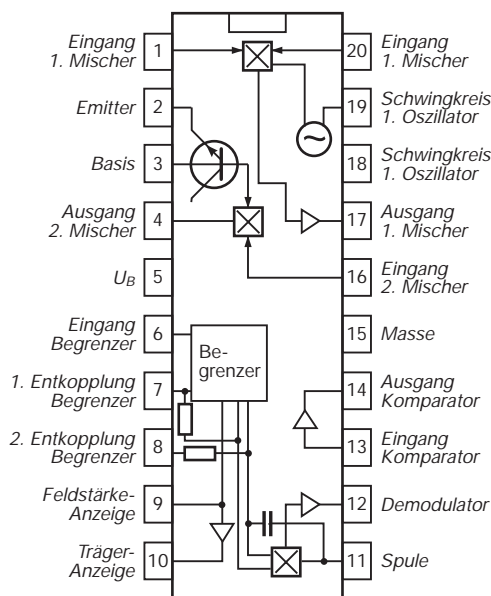 Eingang
1. Mischer
1
20
Eingang
1. Mischer
Emitter
2
19
Schwingkreis
1. Oszillator
Basis
3
18
Schwingkreis
1. Oszillator
Ausgang
2. Mischer
4
17
Ausgang
1. Mischer
UB
5
16
Eingang
2. Mischer
Eingang
Begrenzer
6
Be-
grenzer
15
Masse
1. Entkopplung
Begrenzer
7
14
Ausgang
Komparator
2. Entkopplung
Begrenzer
8
13
Eingang
Komparator
Feldstärke-
Anzeige
9
12
Demodulator
Träger-
Anzeige
10
11
Spule